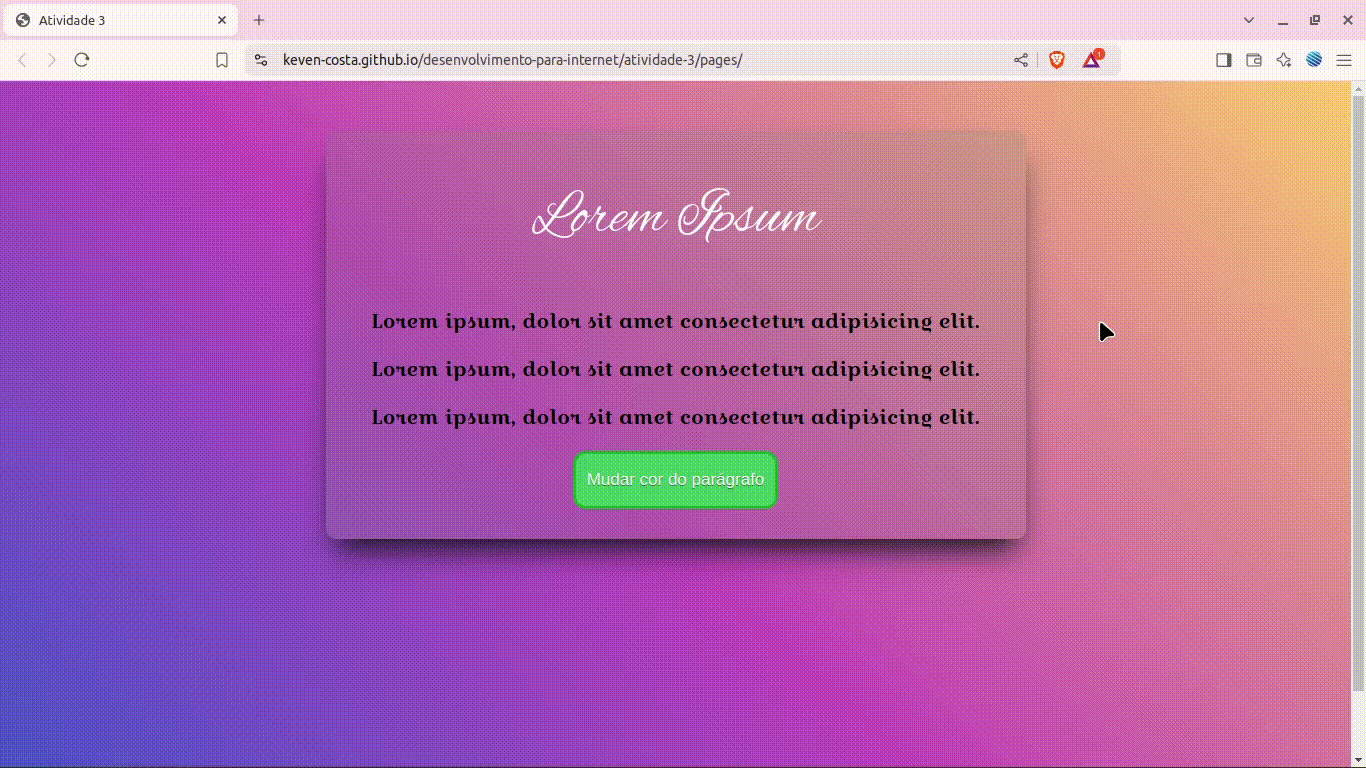 Atividade 3
keven-costa.github.io/desenvolvimento-para-internet/atividade-3/pages/
1
Lorem Ipsum
Lorem ipsum, dolor sit amet consectetur adipisicing elit.
Lorem ipsum, dolor sit amet consectetur adipisicing elit.
Lorem ipsum, dolor sit amet consectetur adipisicing elit.
Mudar cor do parágrafo